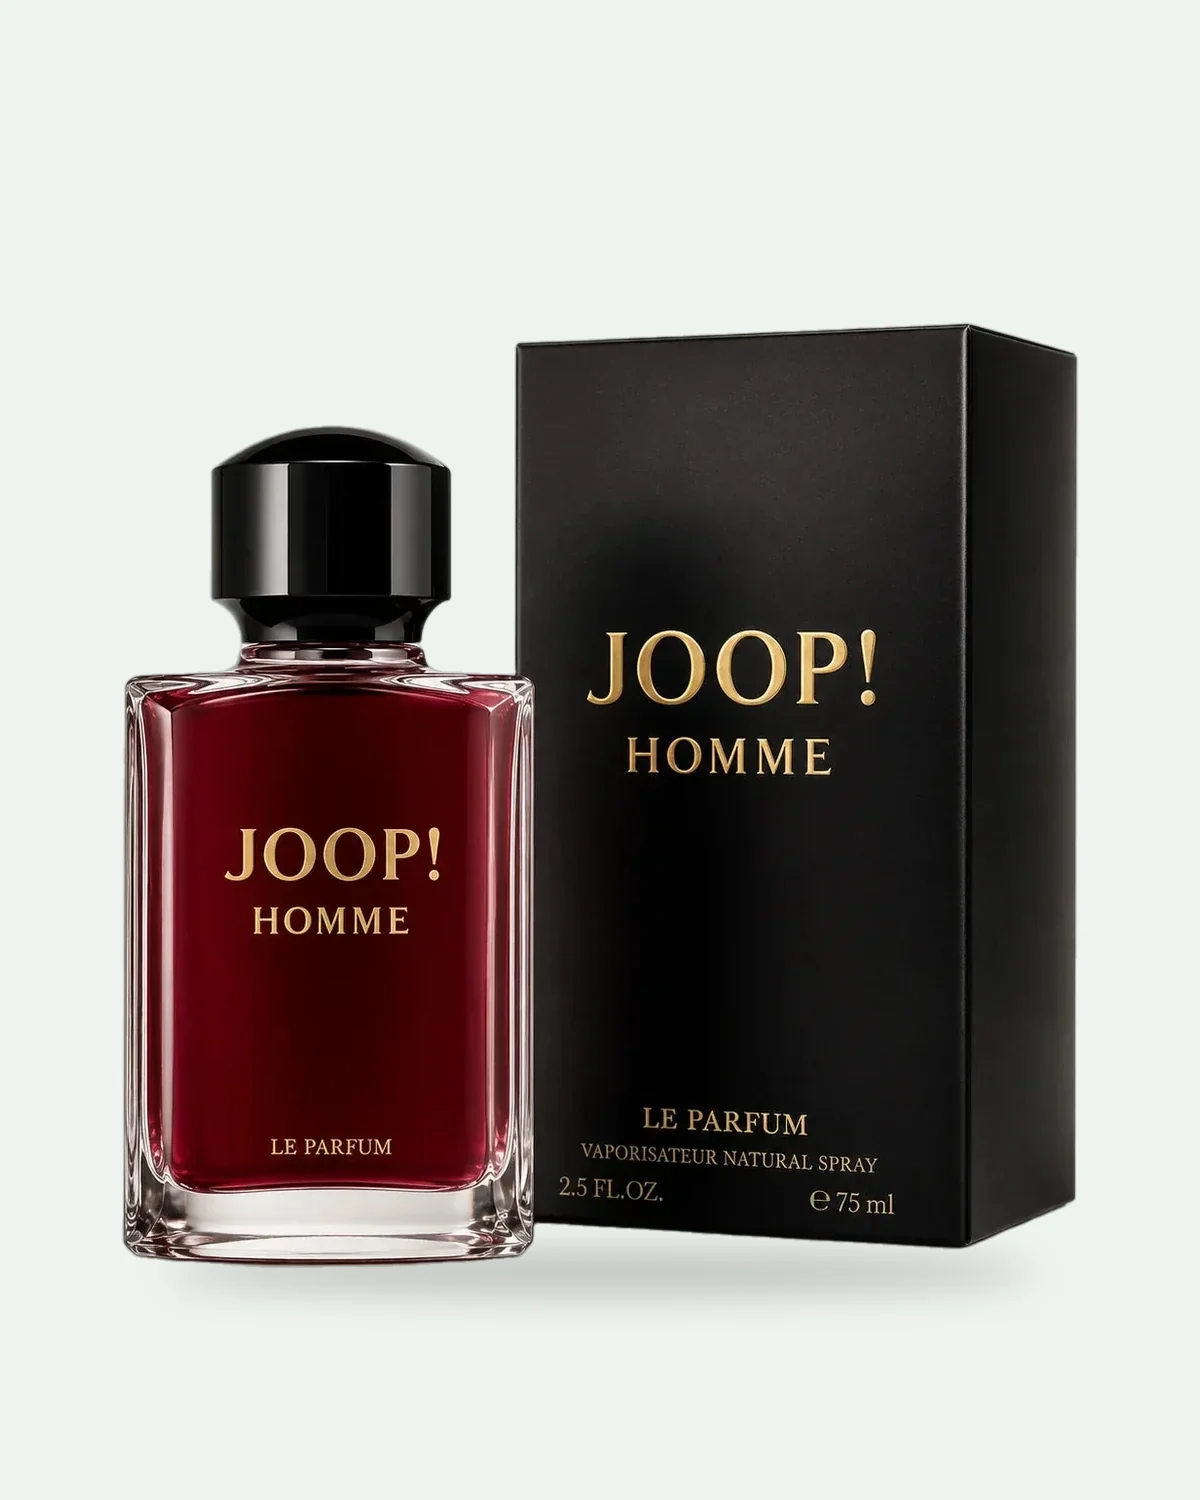 JOOP!
HOMME
LE PARFUM
JOOP!
HOMME
LE PARFUM
VAPORISATEUR NATURAL SPRAY
2.5 FL.OZ.
℮ 75 ml